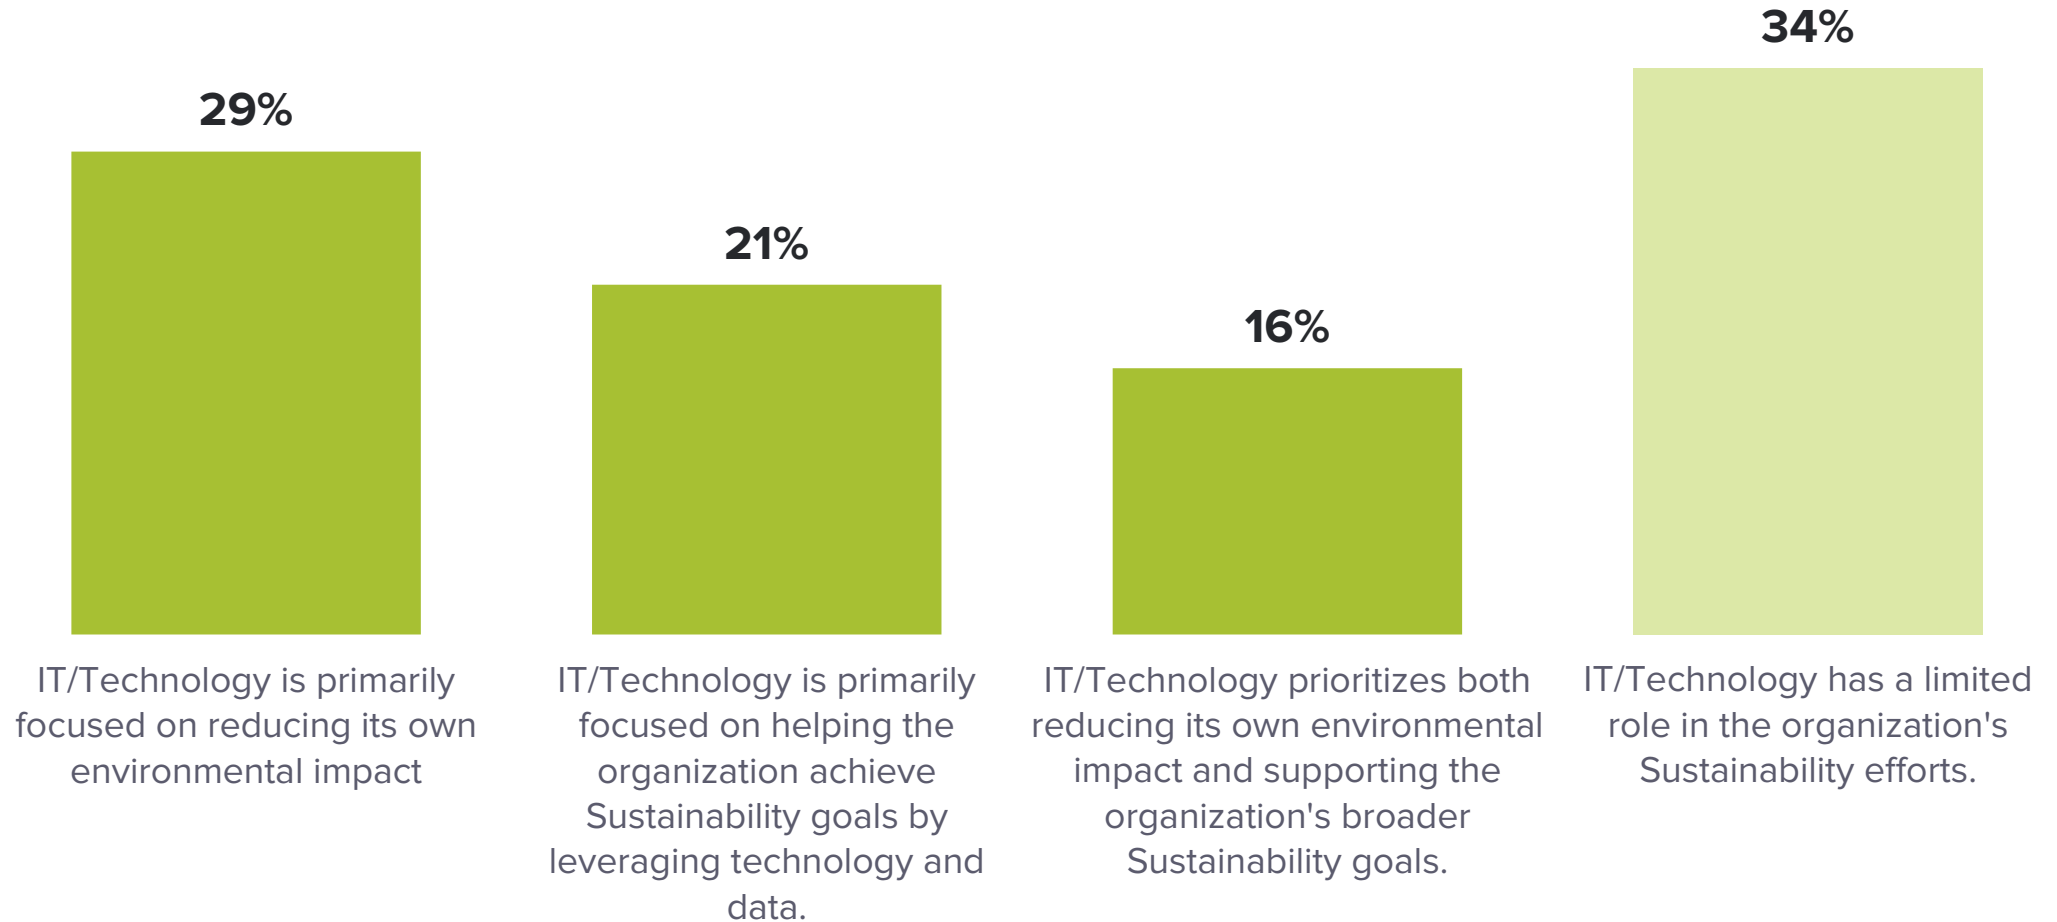 29%
IT/Technology is primarily
focused on reducing its own
environmental impact
21%
IT/Technology is primarily
focused on helping the
organization achieve
Sustainability goals by
leveraging technology and
data.
16%
IT/Technology prioritizes both
reducing its own environmental
impact and supporting the
organization's broader
Sustainability goals.
34%
IT/Technology has a limited
role in the organization's
Sustainability efforts.